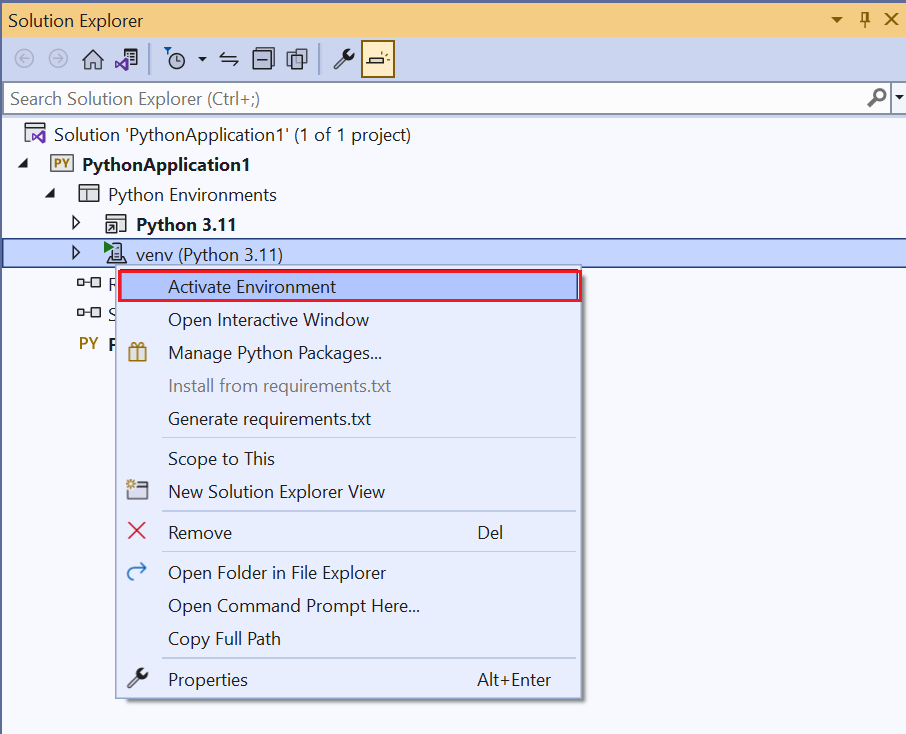 Solution Explorer
Search Solution Explorer (Ctrl+;)
Solution 'PythonApplication1' (1 of 1 project)
PY PythonApplication1
Python Environments
Python 3.11
venv (Python 3.11)
Activate Environment
Open Interactive Window
PY
Manage Python Packages...
Install from requirements.txt
Generate requirements.txt
Scope to This
New Solution Explorer View
Remove Del
Open Folder in File Explorer
Open Command Prompt Here...
Copy Full Path
Properties Alt+Enter